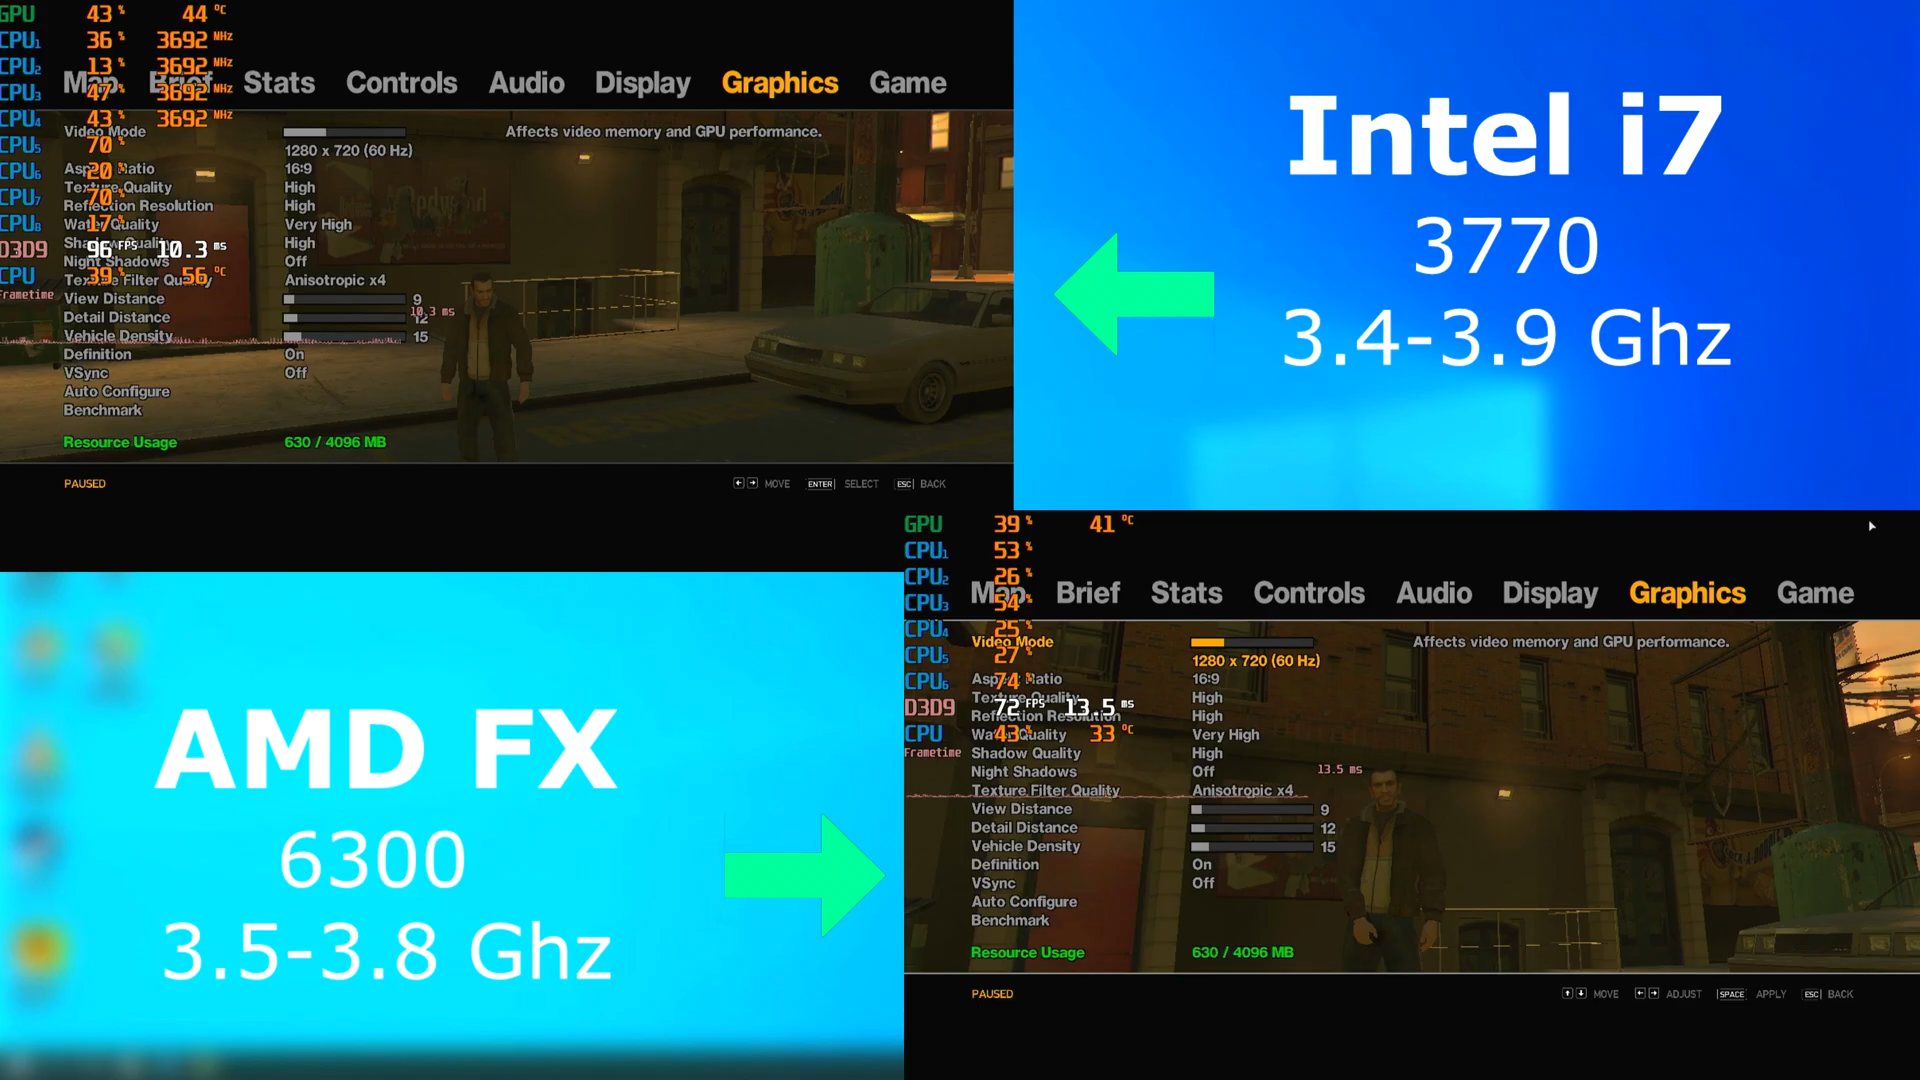 GPU 43 % 44 °C
CPU1 36 % 3692 MHz
CPU2 13 % 3692 MHz
CPU3 47 % 3692 MHz
CPU4 43 % 3692 MHz
CPU5 70 %
CPU6 20 %
CPU7 70 %
CPU8 17 %
D3D9 96 FPS 10.3 ms
CPU 39 % 56 °C
Frametime
10.3 ms
Map Brief Stats Controls Audio Display Graphics Game
Video Mode
Affects video memory and GPU performance.
1280 x 720 (60 Hz)
Aspect Ratio 16:9
Texture Quality High
Reflection Resolution High
Water Quality Very High
Shadow Quality High
Night Shadows Off
Texture Filter Quality Anisotropic x4
View Distance 9
Detail Distance 12
Vehicle Density 15
Definition On
VSync Off
Auto Configure
Benchmark
Resource Usage 630 / 4096 MB
PAUSED
MOVE ENTER SELECT ESC BACK
Intel i7
3770
3.4-3.9 Ghz
AMD FX
6300
3.5-3.8 Ghz
GPU 39 % 41 °C
CPU1 53 %
CPU2 26 %
CPU3 54 %
CPU4 25 %
CPU5 27 %
CPU6 74 %
D3D9 72 FPS 13.5 ms
CPU 43 % 33 °C
Frametime
13.5 ms
Map Brief Stats Controls Audio Display Graphics Game
Video Mode
Affects video memory and GPU performance.
1280 x 720 (60 Hz)
Aspect Ratio 16:9
Texture Quality High
Reflection Resolution High
Water Quality Very High
Shadow Quality High
Night Shadows Off
Texture Filter Quality Anisotropic x4
View Distance 9
Detail Distance 12
Vehicle Density 15
Definition On
VSync Off
Auto Configure
Benchmark
Resource Usage 630 / 4096 MB
PAUSED
MOVE ADJUST SPACE APPLY ESC BACK